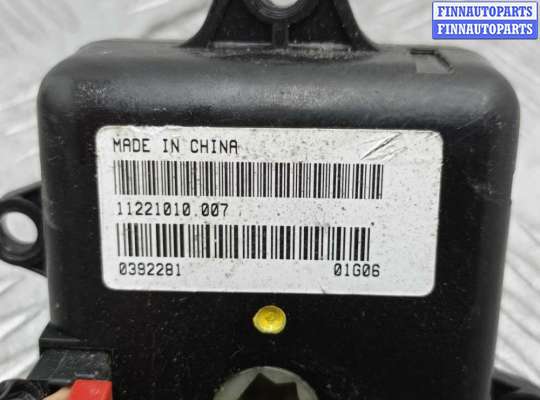 FINNAUTOPARTS
FINNAUTOPARTS
MADE IN CHINA
11221010.007
0392281 01G06